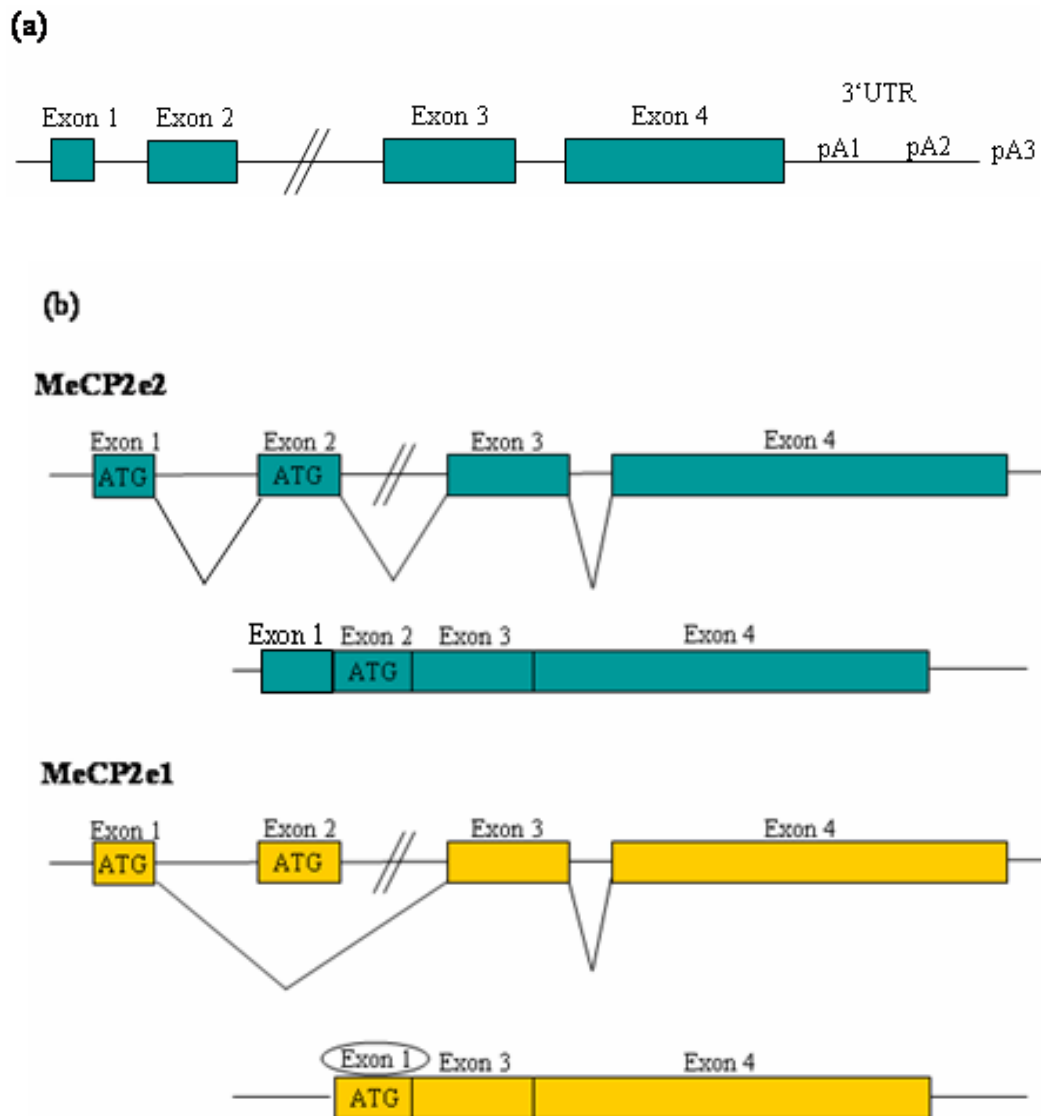 (a)
3‘UTR
Exon 1 Exon 2 Exon 3 Exon 4
pA1 pA2 pA3
(b)
MeCP2e2
Exon 1 Exon 2 Exon 3 Exon 4
ATG ATG
Exon 1 Exon 2 Exon 3 Exon 4
ATG
MeCP2e1
Exon 1 Exon 2 Exon 3 Exon 4
ATG ATG
Exon 1 Exon 3 Exon 4
ATG